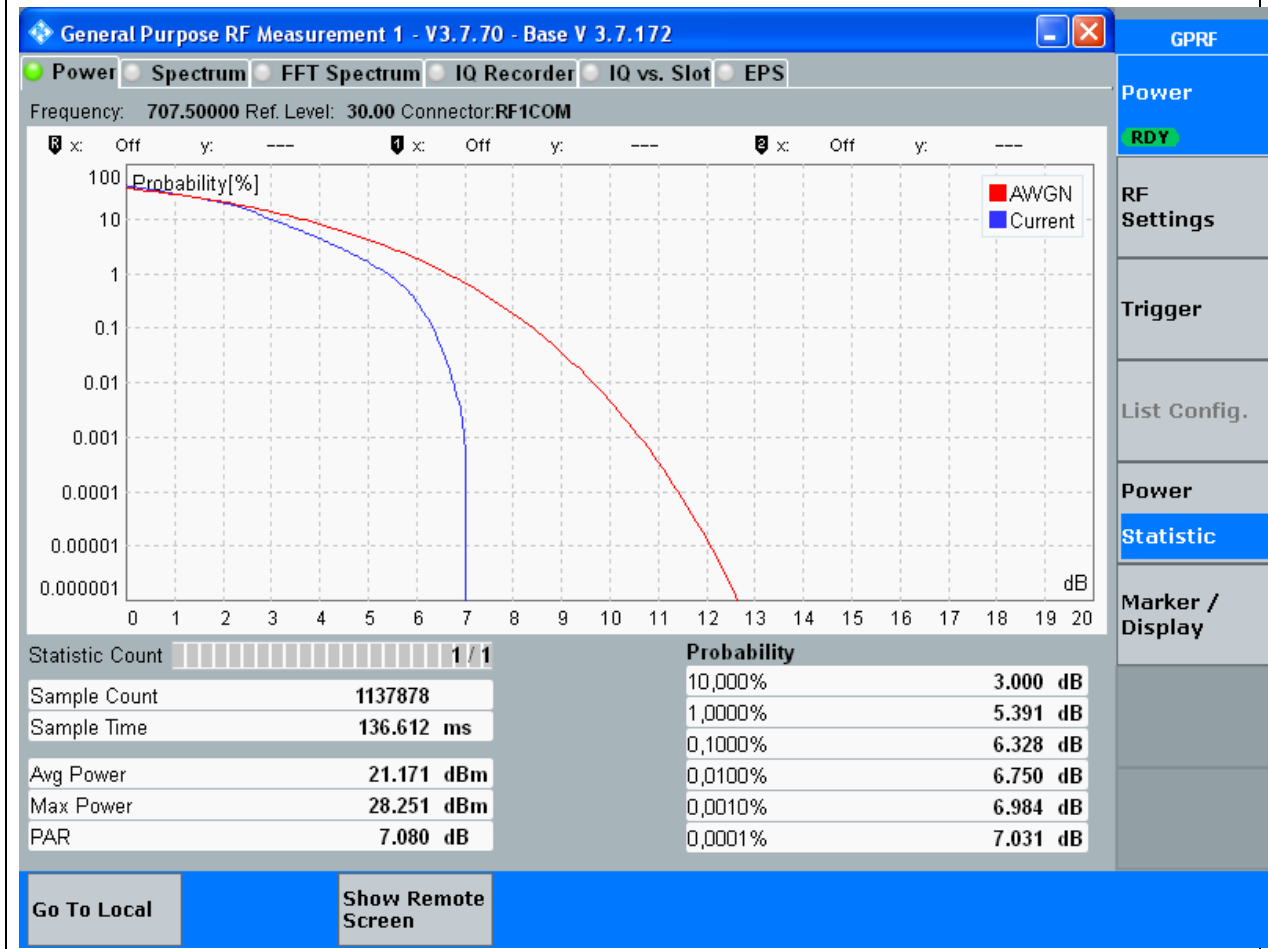 General Purpose RF Measurement 1 - V3.7.70 - Base V 3.7.172
GPRF
Power Spectrum FFT Spectrum IQ Recorder IQ vs. Slot EPS
Frequency: 707.50000 Ref. Level: 30.00 Connector:RF1COM
R x: Off y: --- 1 x: Off y: --- 2 x: Off y: ---
Probability[%]
AWGN
Current
100
10
1
0.1
0.01
0.001
0.0001
0.00001
0.000001
dB
0 1 2 3 4 5 6 7 8 9 10 11 12 13 14 15 16 17 18 19 20
Statistic Count 1 / 1
Sample Count 1137878
Sample Time 136.612 ms
Avg Power 21.171 dBm
Max Power 28.251 dBm
PAR 7.080 dB
Probability
10,000% 3.000 dB
1,0000% 5.391 dB
0,1000% 6.328 dB
0,0100% 6.750 dB
0,0010% 6.984 dB
0,0001% 7.031 dB
Power
RDY
RF
Settings
Trigger
List Config.
Power
Statistic
Marker /
Display
Go To Local
Show Remote
Screen